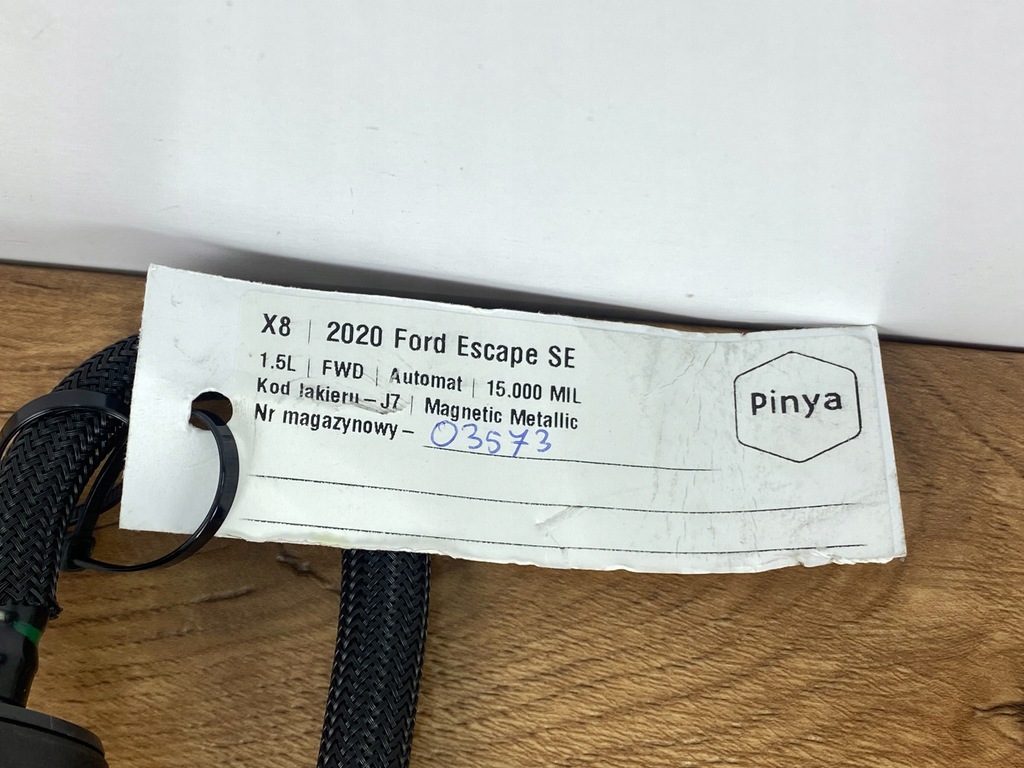 X8 | 2020 Ford Escape SE
1.5L | FWD | Automat | 15.000 MIL
Kod lakieru – J7 | Magnetic Metallic
Nr magazynowy – 03573
pinya